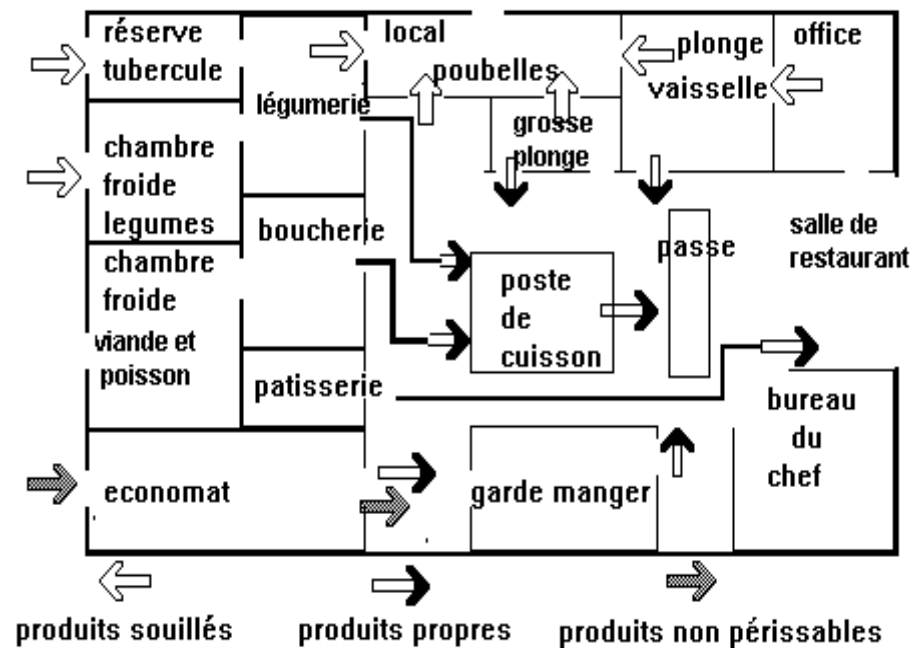 réserve
tubercule
local
poubelles
plonge
vaisselle
office
légumerie
grosse
plonge
chambre
froide
legumes
boucherie
chambre
froide
viande et
poisson
patisserie
poste
de
cuisson
passe
salle de
restaurant
bureau
du
chef
economat
garde manger
produits souillés
produits propres
produits non périssables